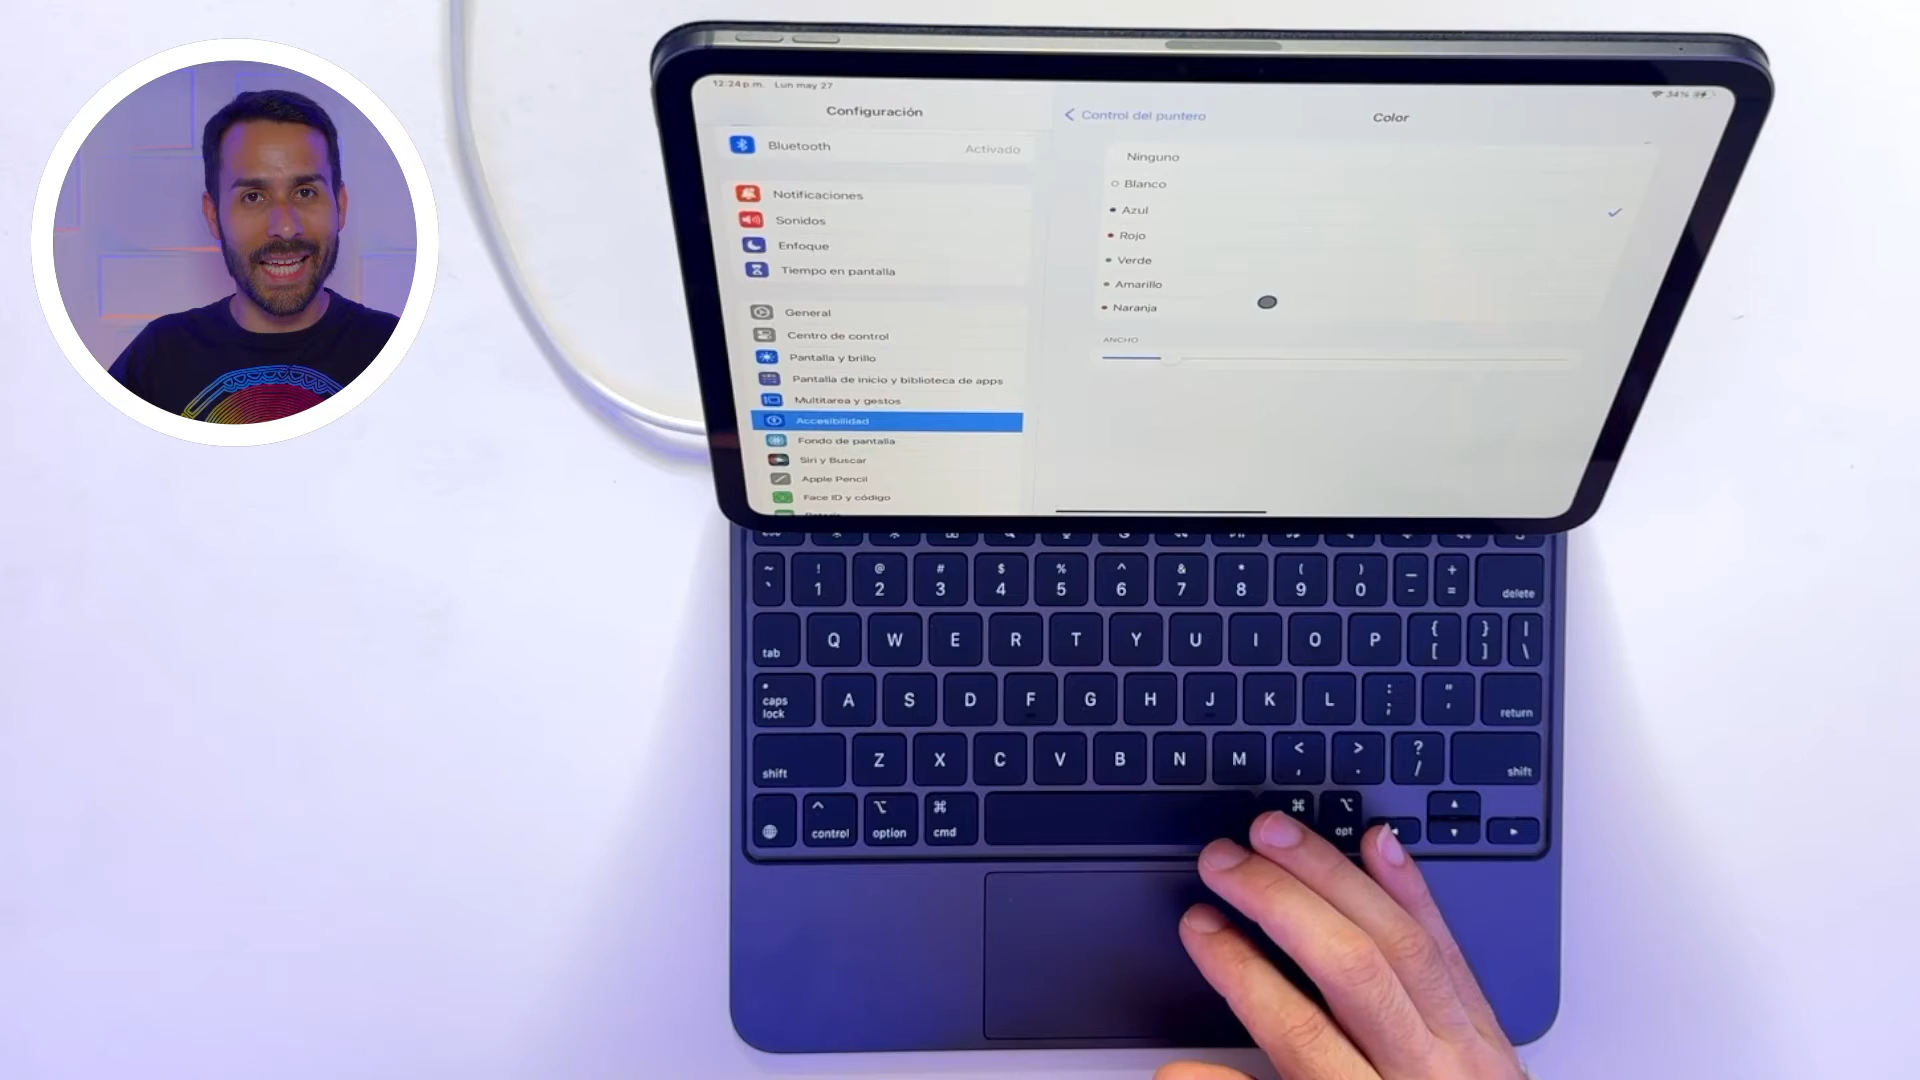 12:24 p.m. Lun may 27
34%
Configuración
Bluetooth
Activado
Notificaciones
Sonidos
Enfoque
Tiempo en pantalla
General
Centro de control
Pantalla y brillo
Pantalla de inicio y biblioteca de apps
Multitarea y gestos
Accesibilidad
Fondo de pantalla
Siri y Buscar
Apple Pencil
Face ID y código
Control del puntero
Color
Ninguno
Blanco
Azul
Rojo
Verde
Amarillo
Naranja
ANCHO
~ ! @ # $ % ^ & * ( ) — +
` 1 2 3 4 5 6 7 8 9 0 - = delete
tab Q W E R T Y U I O P { [ } ] | \
caps lock A S D F G H J K L : ; " ' return
shift Z X C V B N M < , > . ? / shift
^ ⌥ ⌘ ⌘ ⌥
control option cmd opt